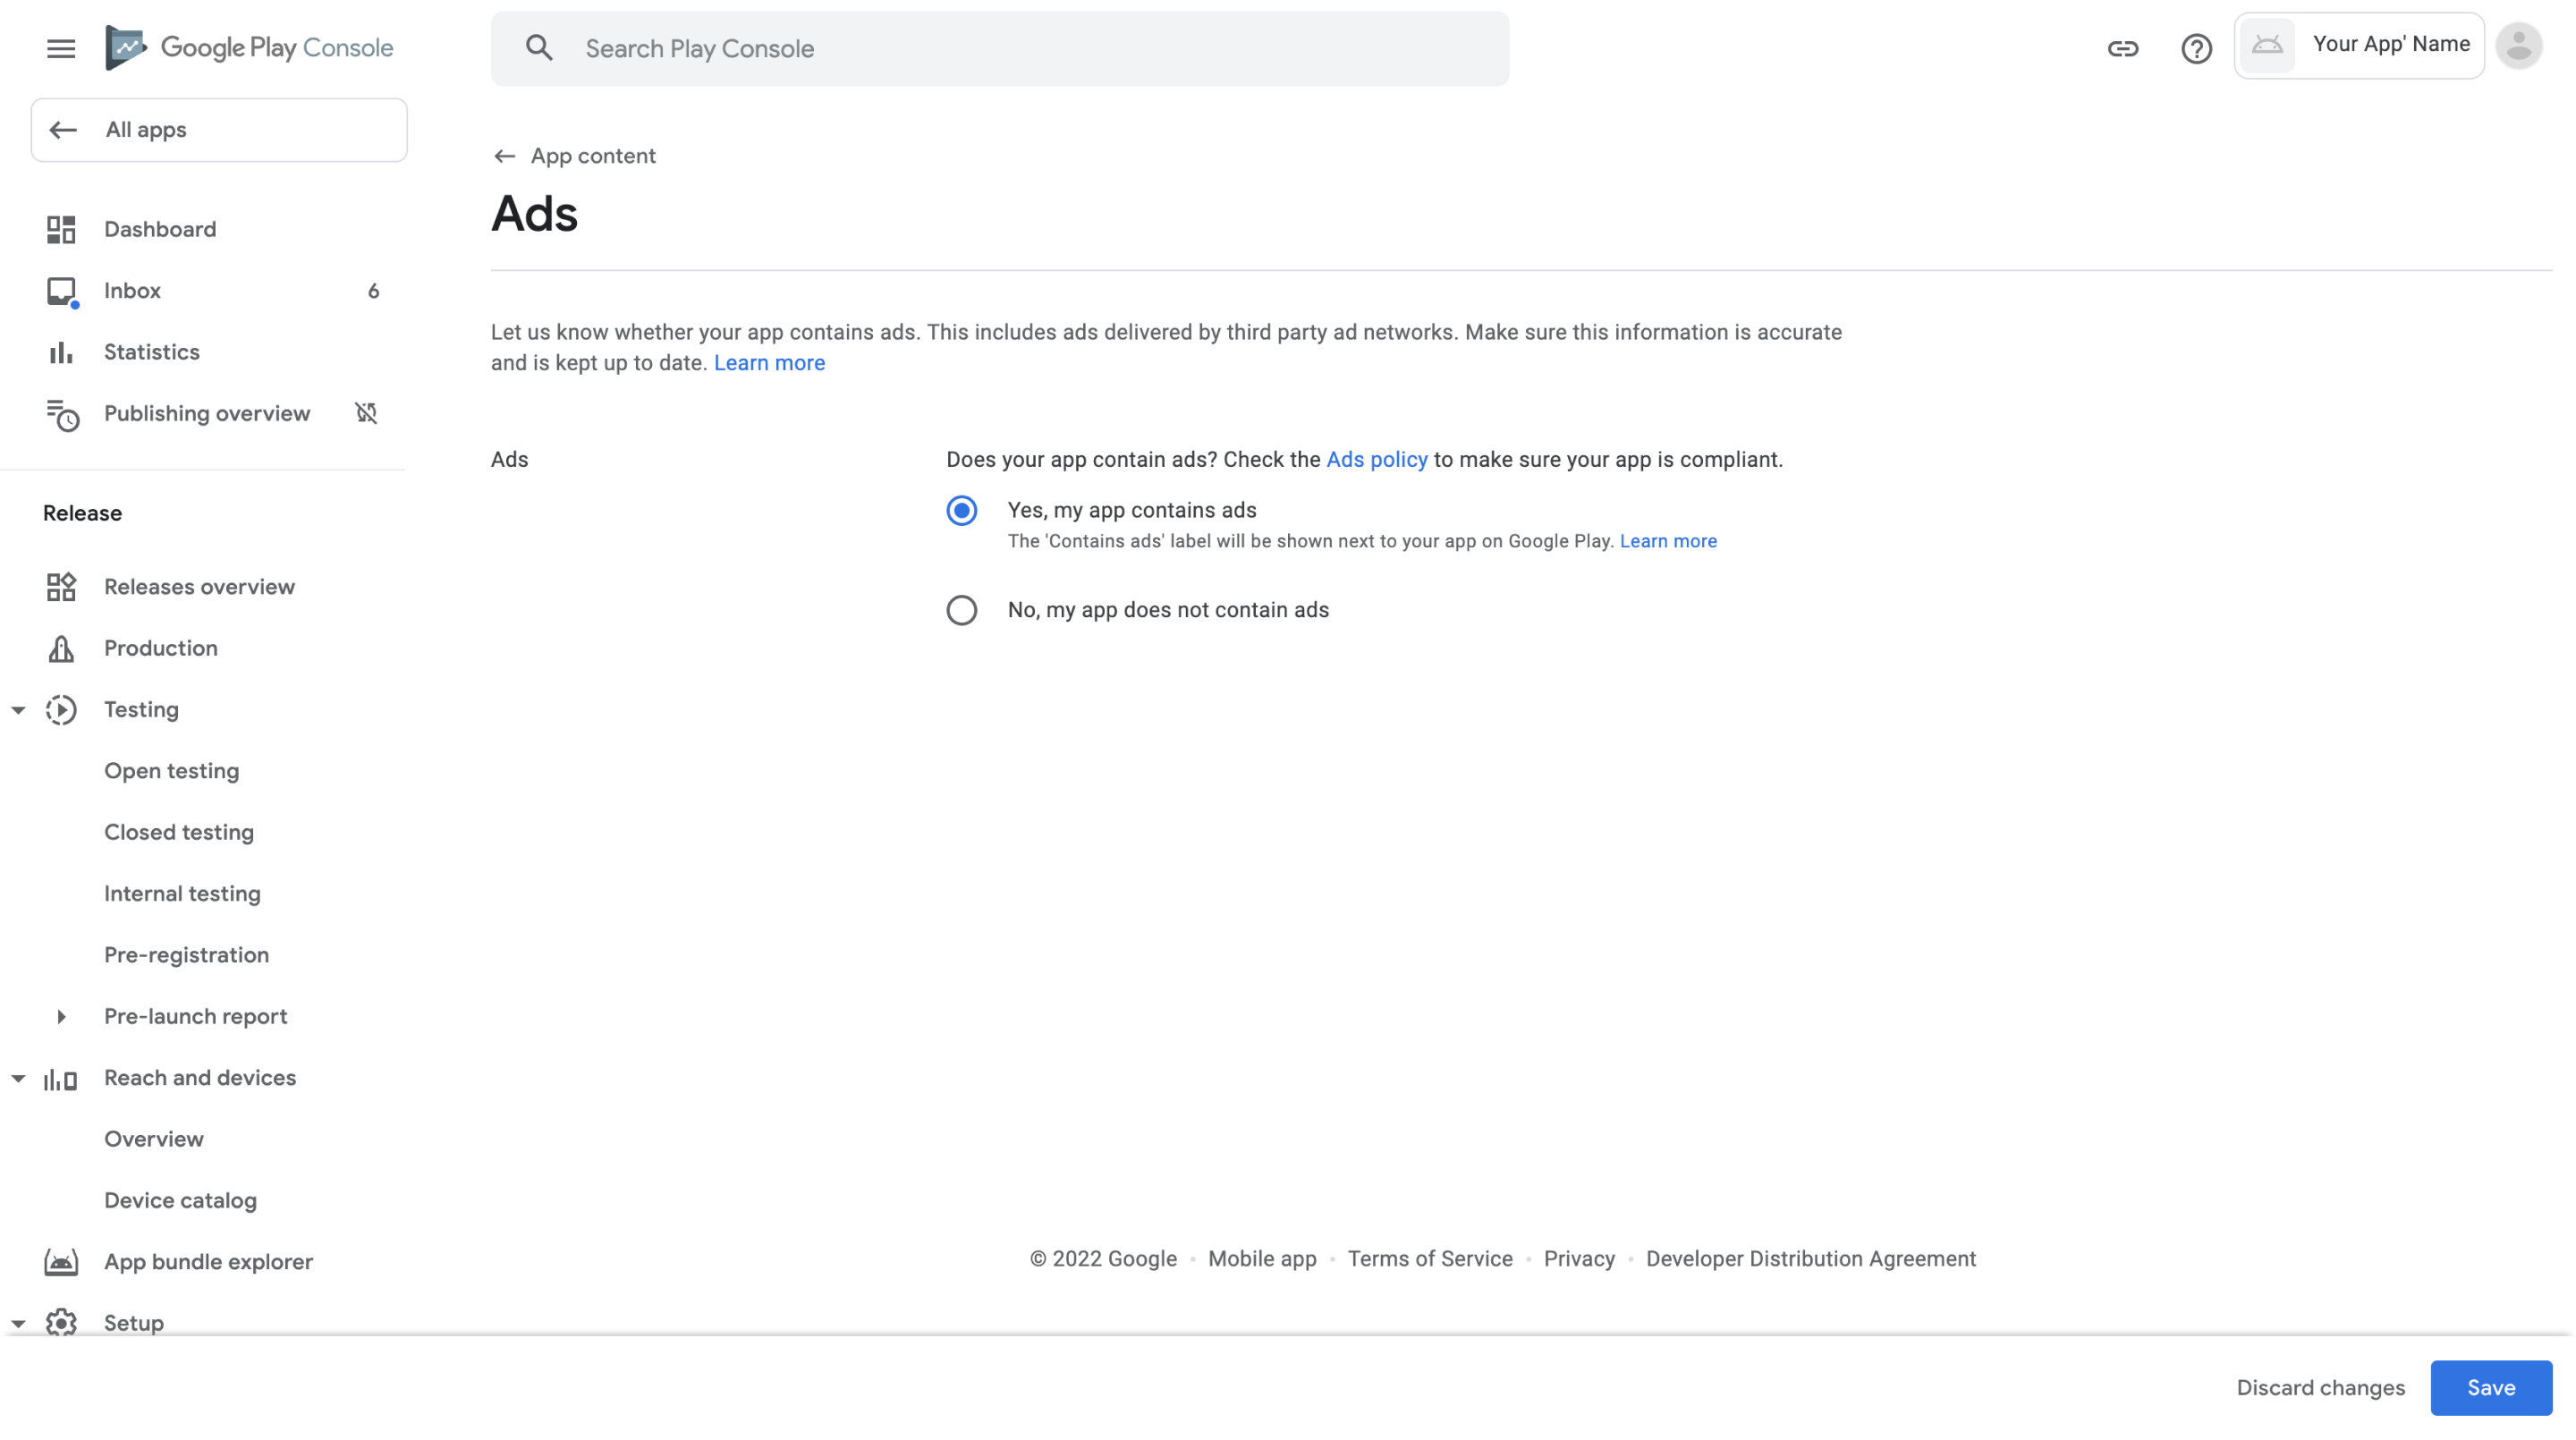 Google Play Console
Search Play Console
Your App' Name
All apps
Dashboard
Inbox 6
Statistics
Publishing overview
Release
Releases overview
Production
Testing
Open testing
Closed testing
Internal testing
Pre-registration
Pre-launch report
Reach and devices
Overview
Device catalog
App bundle explorer
Setup
App content
Ads
Let us know whether your app contains ads. This includes ads delivered by third party ad networks. Make sure this information is accurate
and is kept up to date. Learn more
Ads
Does your app contain ads? Check the Ads policy to make sure your app is compliant.
Yes, my app contains ads
The 'Contains ads' label will be shown next to your app on Google Play. Learn more
No, my app does not contain ads
© 2022 Google · Mobile app · Terms of Service · Privacy · Developer Distribution Agreement
Discard changes
Save